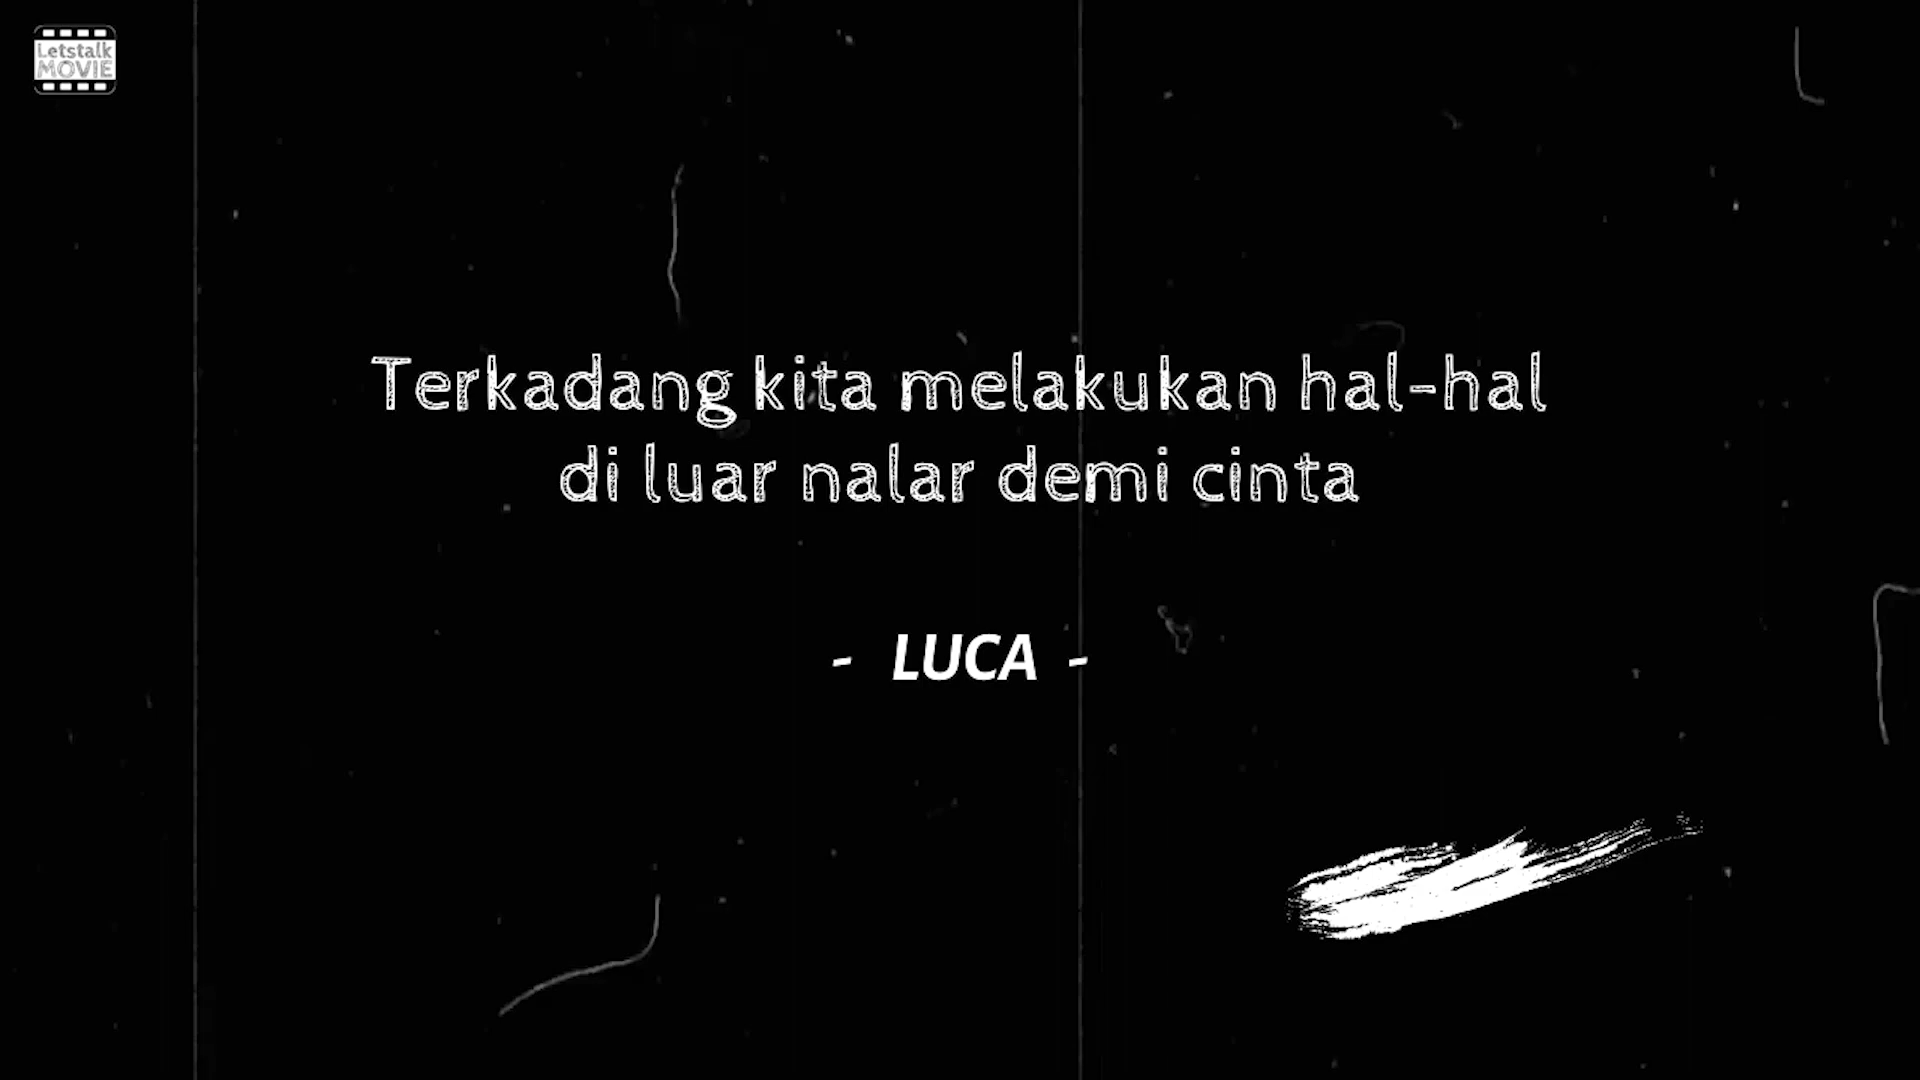 Letstalk
MOVIE
Terkadang kita melakukan hal-hal
di luar nalar demi cinta
- LUCA -